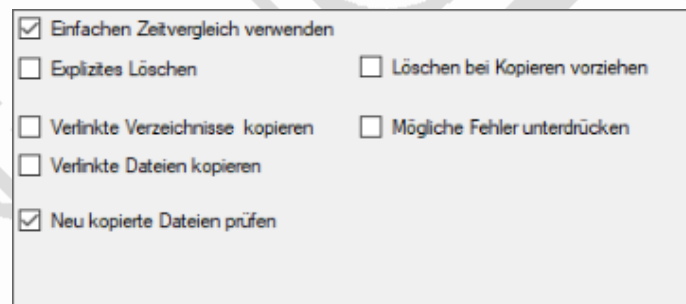 Einfachen Zeitvergleich verwenden
Explizites Löschen
Löschen bei Kopieren vorziehen
Verlinkte Verzeichnisse kopieren
Mögliche Fehler unterdrücken
Verlinkte Dateien kopieren
Neu kopierte Dateien prüfen